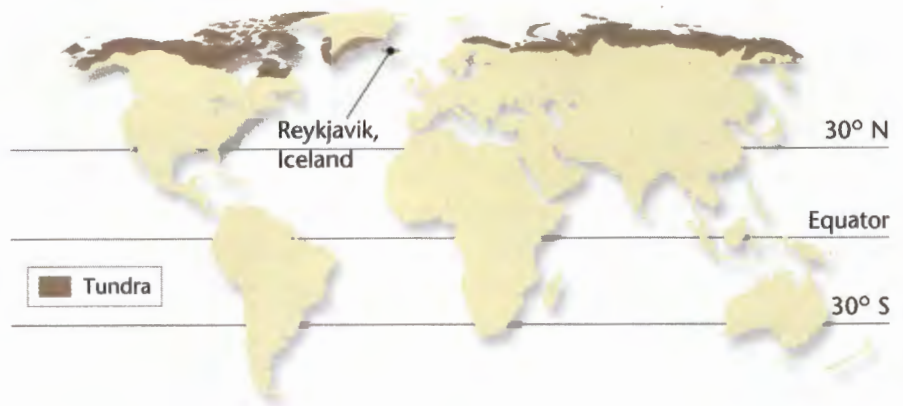 Reykjavik,
Iceland
30° N
Equator
Tundra
30° S